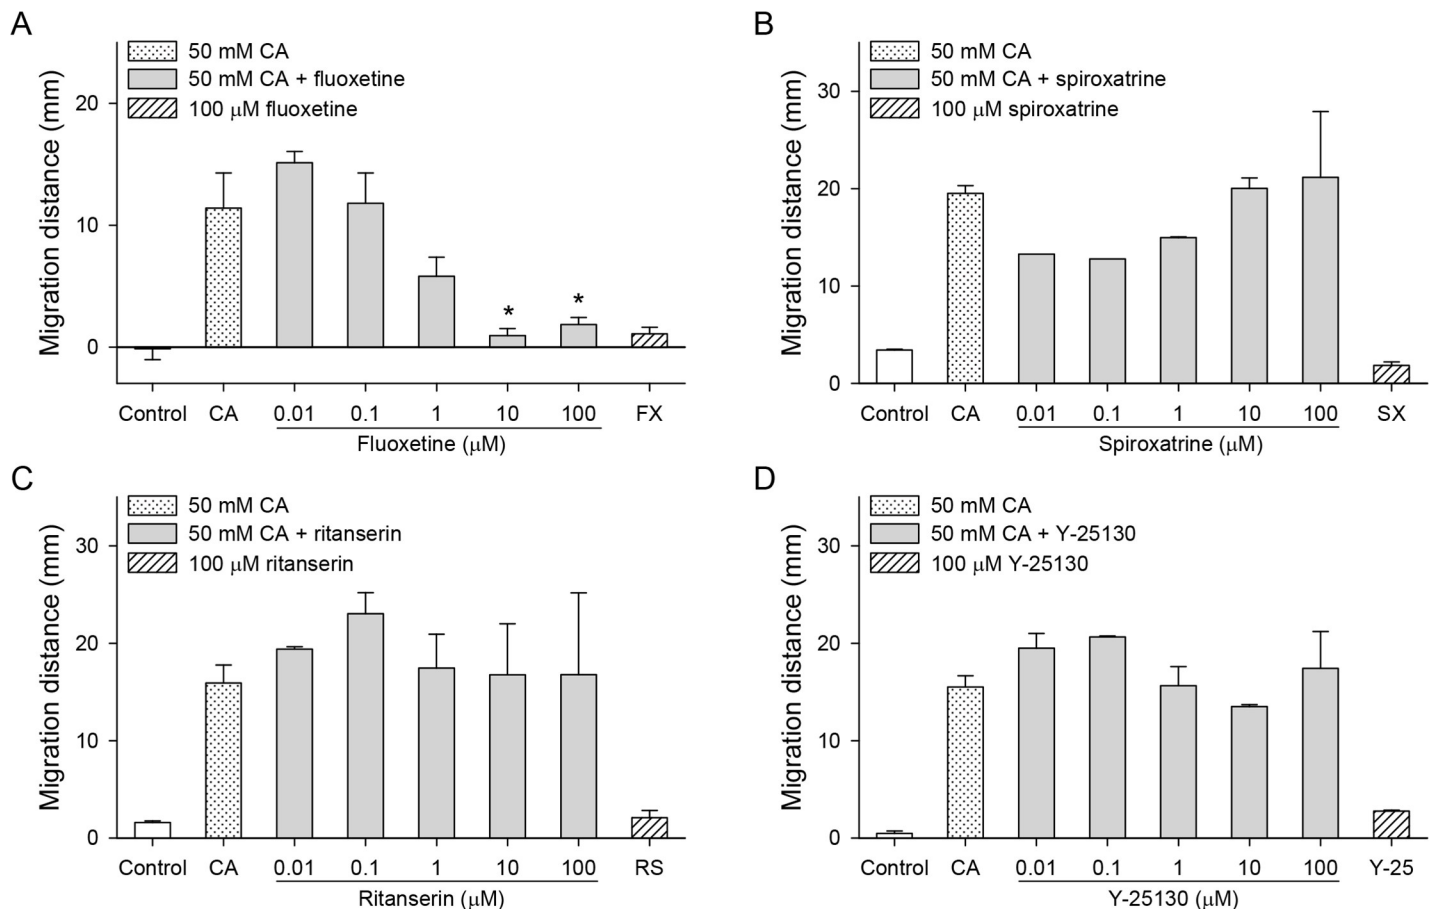 A
50 mM CA
50 mM CA + fluoxetine
100 μM fluoxetine
Migration distance (mm)
20
10
0
* *
Control CA 0.01 0.1 1 10 100 FX
Fluoxetine (μM)
B
50 mM CA
50 mM CA + spiroxatrine
100 μM spiroxatrine
Migration distance (mm)
30
20
10
0
Control CA 0.01 0.1 1 10 100 SX
Spiroxatrine (μM)
C
50 mM CA
50 mM CA + ritanserin
100 μM ritanserin
Migration distance (mm)
30
20
10
0
Control CA 0.01 0.1 1 10 100 RS
Ritanserin (μM)
D
50 mM CA
50 mM CA + Y-25130
100 μM Y-25130
Migration distance (mm)
30
20
10
0
Control CA 0.01 0.1 1 10 100 Y-25
Y-25130 (μM)